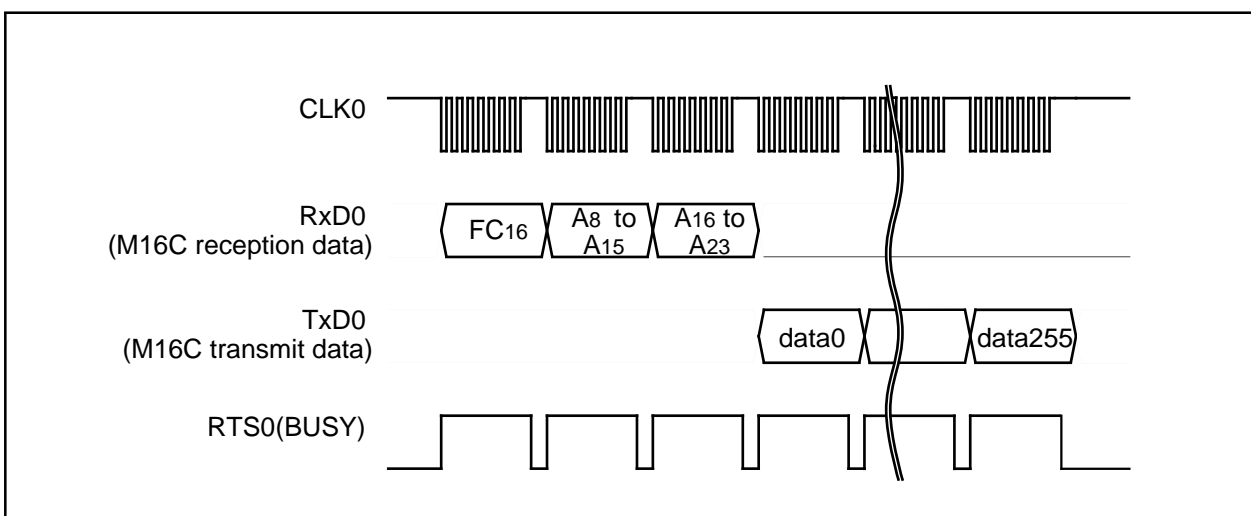 CLK0
RxD0
(M16C reception data)
FC16
A8 to
A15
A16 to
A23
TxD0
(M16C transmit data)
data0
data255
RTS0(BUSY)